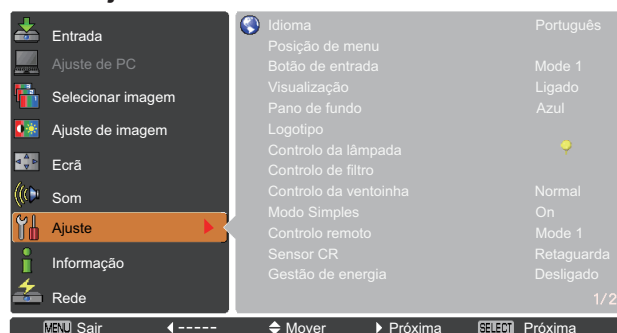 Entrada
Ajuste de PC
Selecionar imagem
Ajuste de imagem
Ecrã
Som
Ajuste
Informação
Rede
Idioma Português
Posição de menu
Botão de entrada Mode 1
Visualização Ligado
Pano de fundo Azul
Logotipo
Controlo da lâmpada
Controlo de filtro
Controlo da ventoinha Normal
Modo Simples On
Controlo remoto Mode 1
Sensor CR Retaguarda
Gestão de energia Desligado
1/2
MENU Sair ----- Mover Próxima SELECT Próxima